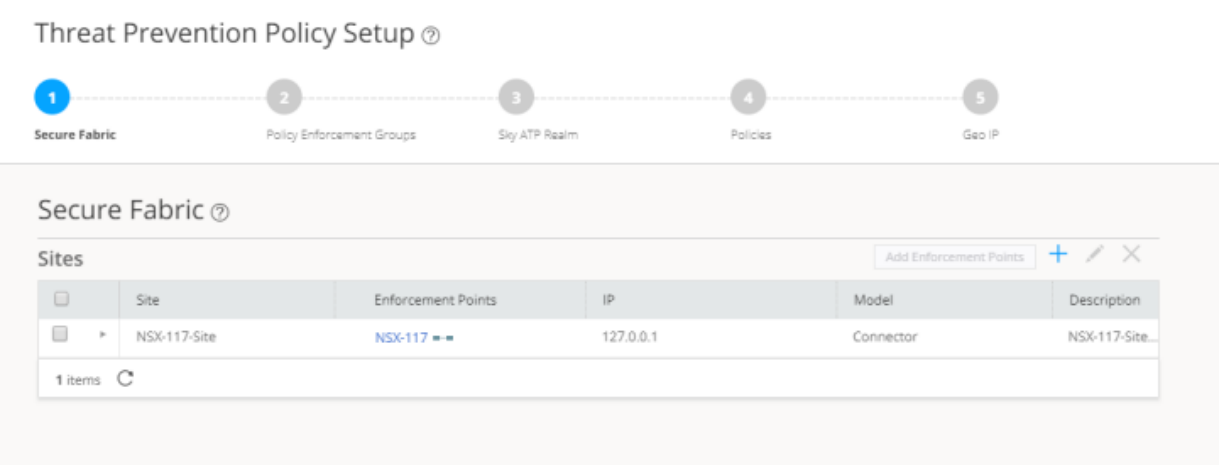 Threat Prevention Policy Setup ?
1 2 3 4 5
Secure Fabric Policy Enforcement Groups Sky ATP Realm Policies Geo IP
Secure Fabric ?
Sites Add Enforcement Points
Site Enforcement Points IP Model Description
NSX-117-Site NSX-117 127.0.0.1 Connector NSX-117-Site...
1 items